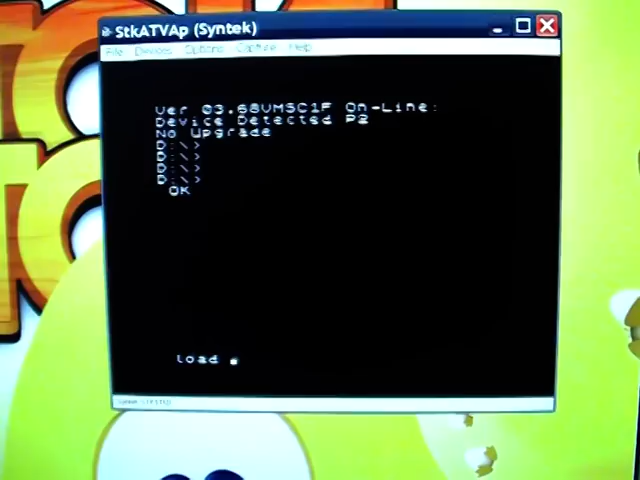 StkATVAp (Syntek)
File Devices Options Capture Help
Ver 03.68VMSC1F On-Line:
Device Detected P2
No Upgrade
D:\>
D:\>
D:\>
D:\>
OK
load